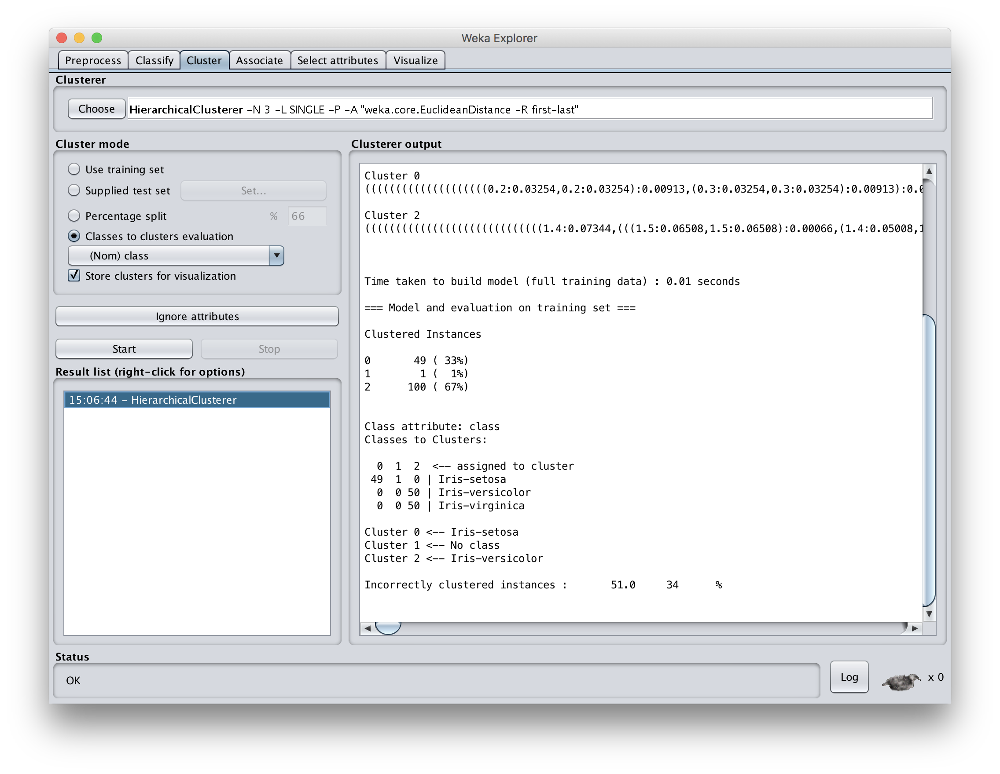 Weka Explorer
Preprocess Classify Cluster Associate Select attributes Visualize
Clusterer
Choose HierarchicalClusterer -N 3 -L SINGLE -P -A "weka.core.EuclideanDistance -R first-last"
Cluster mode
Use training set
Supplied test set Set...
Percentage split % 66
Classes to clusters evaluation
(Nom) class
Store clusters for visualization
Ignore attributes
Start Stop
Result list (right-click for options)
15:06:44 - HierarchicalClusterer
Clusterer output
Cluster 0
((((((((((((((((((((0.2:0.03254,0.2:0.03254):0.00913,(0.3:0.03254,0.3:0.03254):0.00913):0.0
Cluster 2
(((((((((((((((((((((((((((((1.4:0.07344,(((1.5:0.06508,1.5:0.06508):0.00066,(1.4:0.05008,1
Time taken to build model (full training data) : 0.01 seconds
=== Model and evaluation on training set ===
Clustered Instances
0 49 ( 33%)
1 1 ( 1%)
2 100 ( 67%)
Class attribute: class
Classes to Clusters:
0 1 2 <-- assigned to cluster
49 1 0 | Iris-setosa
0 0 50 | Iris-versicolor
0 0 50 | Iris-virginica
Cluster 0 <-- Iris-setosa
Cluster 1 <-- No class
Cluster 2 <-- Iris-versicolor
Incorrectly clustered instances : 51.0 34 %
Status
OK
Log x 0